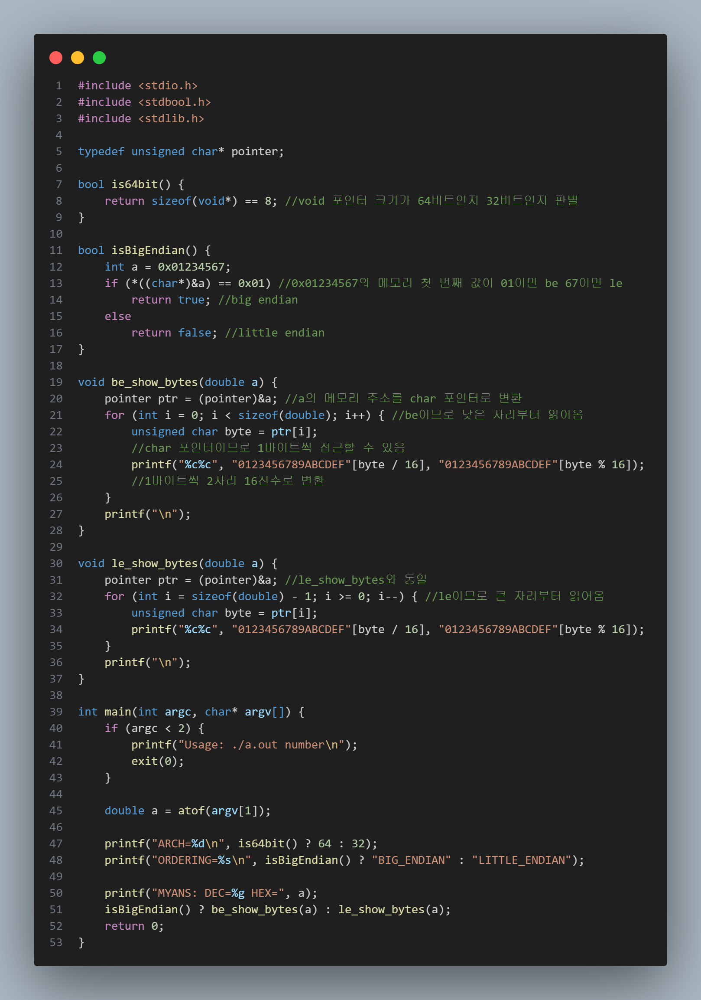 1 #include <stdio.h>
2 #include <stdbool.h>
3 #include <stdlib.h>
4
5 typedef unsigned char* pointer;
6
7 bool is64bit() {
8     return sizeof(void*) == 8; //void 포인터 크기가 64비트인지 32비트인지 판별
9 }
10
11 bool isBigEndian() {
12     int a = 0x01234567;
13     if (*((char*)&a) == 0x01) //0x01234567의 메모리 첫 번째 값이 01이면 be 67이면 le
14         return true; //big endian
15     else
16         return false; //little endian
17 }
18
19 void be_show_bytes(double a) {
20     pointer ptr = (pointer)&a; //a의 메모리 주소를 char 포인터로 변환
21     for (int i = 0; i < sizeof(double); i++) { //be이므로 낮은 자리부터 읽어옴
22         unsigned char byte = ptr[i];
23         //char 포인터이므로 1바이트씩 접근할 수 있음
24         printf("%c%c", "0123456789ABCDEF"[byte / 16], "0123456789ABCDEF"[byte % 16]);
25         //1바이트씩 2자리 16진수로 변환
26     }
27     printf("\n");
28 }
29
30 void le_show_bytes(double a) {
31     pointer ptr = (pointer)&a; //le_show_bytes와 동일
32     for (int i = sizeof(double) - 1; i >= 0; i--) { //le이므로 큰 자리부터 읽어옴
33         unsigned char byte = ptr[i];
34         printf("%c%c", "0123456789ABCDEF"[byte / 16], "0123456789ABCDEF"[byte % 16]);
35     }
36     printf("\n");
37 }
38
39 int main(int argc, char* argv[]) {
40     if (argc < 2) {
41         printf("Usage: ./a.out number\n");
42         exit(0);
43     }
44
45     double a = atof(argv[1]);
46
47     printf("ARCH=%d\n", is64bit() ? 64 : 32);
48     printf("ORDERING=%s\n", isBigEndian() ? "BIG_ENDIAN" : "LITTLE_ENDIAN");
49
50     printf("MYANS: DEC=%g HEX=", a);
51     isBigEndian() ? be_show_bytes(a) : le_show_bytes(a);
52     return 0;
53 }